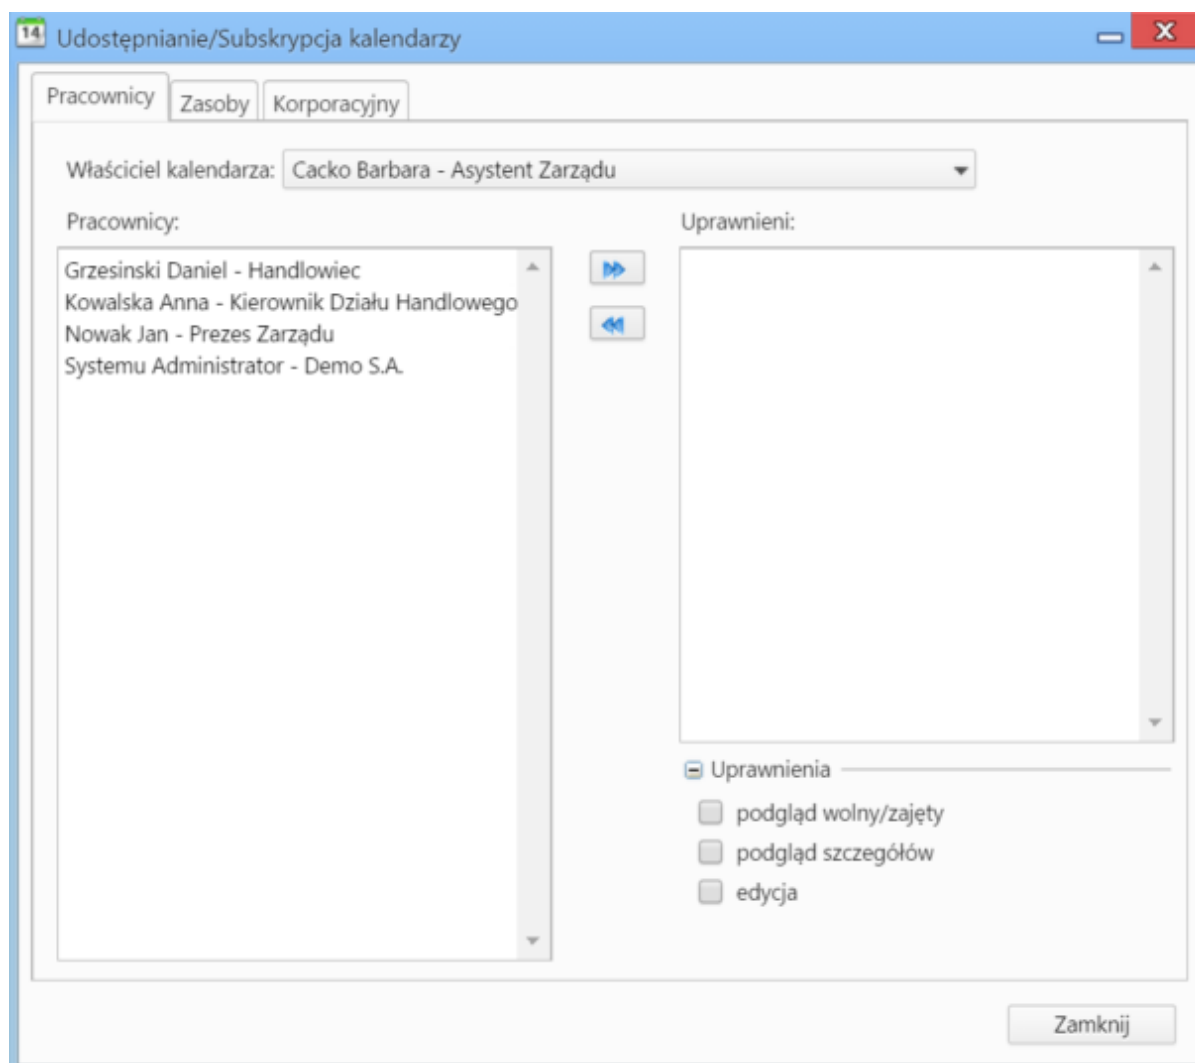 14
Udostępnianie/Subskrypcja kalendarzy
Pracownicy
Zasoby
Korporacyjny
Właściciel kalendarza:
Cacko Barbara - Asystent Zarządu
Pracownicy:
Grzesinski Daniel - Handlowiec
Kowalska Anna - Kierownik Działu Handlowego
Nowak Jan - Prezes Zarządu
Systemu Administrator - Demo S.A.
Uprawnieni:
Uprawnienia
podgląd wolny/zajęty
podgląd szczegółów
edycja
Zamknij